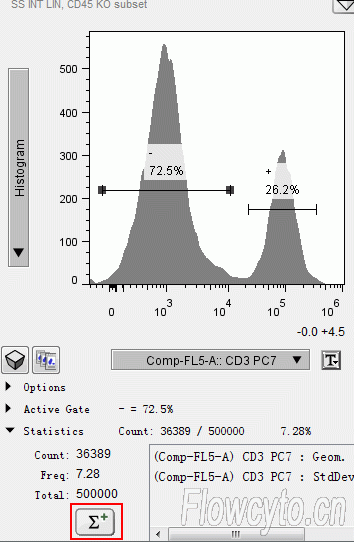 SS INT LIN, CD45 KO subset
Histogram
500
400
300
200
100
0
-
72.5%
+
26.2%
0 10^3 10^4 10^5 10^6
-0.0 +4.5
Comp-FL5-A:: CD3 PC7 T
Options
Active Gate - = 72.5%
Statistics Count: 36389 / 500000 7.28%
Count: 36389
Freq: 7.28
Total: 500000
Σ+
(Comp-FL5-A) CD3 PC7 : Geom.
(Comp-FL5-A) CD3 PC7 : StdDev
Flowcyto.cn